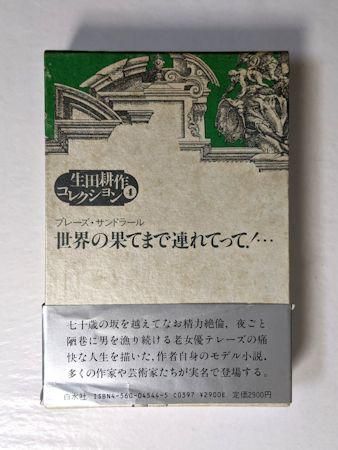 生田耕作
コレクション4
ブレーズ・サンドラール
世界の果てまで連れてって!…
七十歳の坂を越えてなお精力絶倫，夜ごと
陋巷に男を漁り続ける老女優テレーズの痛
快な人生を描いた，作者自身のモデル小説．
多くの作家や芸術家たちが実名で登場する．
白水社 ISBN4-560-04544-5 C0397 ¥2900E 定価2900円